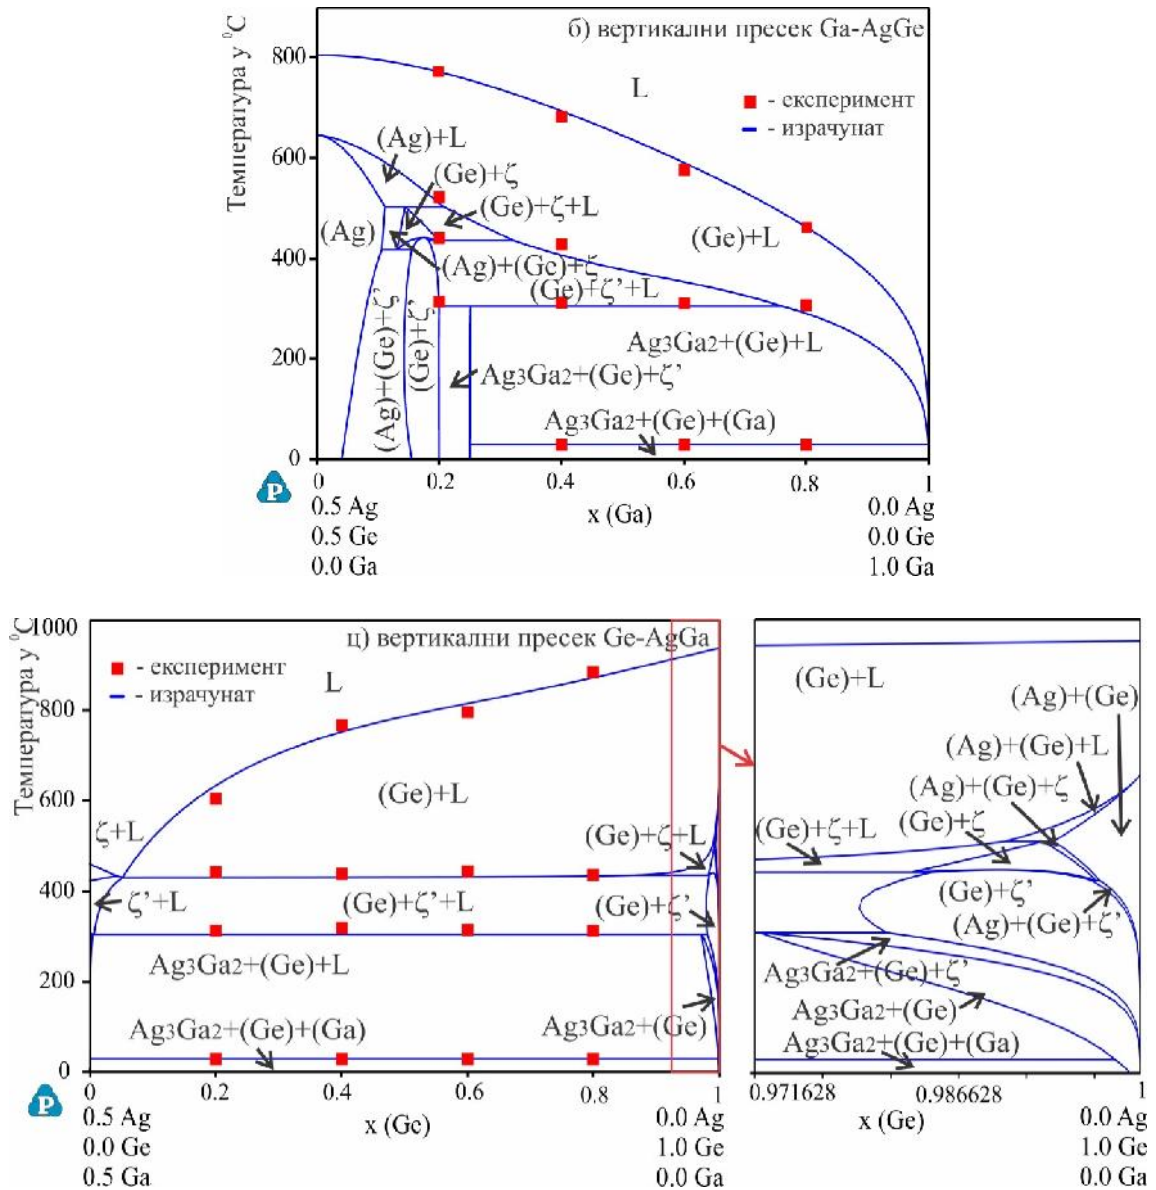 б) вертикални пресек Ga-AgGe
Температура у ⁰C
800
600
400
200
0
L
- експеримент
- израчунат
(Ag)+L
(Ge)+ζ
(Ge)+ζ+L
(Ag)
(Ge)+L
(Ag)+(Ge)+ζ
(Ge)+ζ'+L
(Ag)+(Ge)+ζ'
(Ge)+ζ'
Ag3Ga2+(Ge)+L
Ag3Ga2+(Ge)+ζ'
Ag3Ga2+(Ge)+(Ga)
P
0 0.2 0.4 0.6 0.8 1
0.5 Ag x (Ga) 0.0 Ag
0.5 Ge 0.0 Ge
0.0 Ga 1.0 Ga
ц) вертикални пресек Ge-AgGa
Температура у ⁰C
1000
800
600
400
200
0
- експеримент
- израчунат
L
(Ge)+L
ζ+L
(Ge)+ζ+L
ζ'+L
(Ge)+ζ'+L
(Ge)+ζ'
Ag3Ga2+(Ge)+L
Ag3Ga2+(Ge)+(Ga)
Ag3Ga2+(Ge)
P
0 0.2 0.4 0.6 0.8 1
0.5 Ag x (Ge) 0.0 Ag
0.0 Ge 1.0 Ge
0.5 Ga 0.0 Ga
(Ge)+L
(Ag)+(Ge)
(Ag)+(Ge)+L
(Ag)+(Ge)+ζ
(Ge)+ζ+L
(Ge)+ζ
(Ge)+ζ'
(Ag)+(Ge)+ζ'
Ag3Ga2+(Ge)+ζ'
Ag3Ga2+(Ge)
Ag3Ga2+(Ge)+(Ga)
0.971628 0.986628 1
x (Ge) 0.0 Ag
1.0 Ge
0.0 Ga